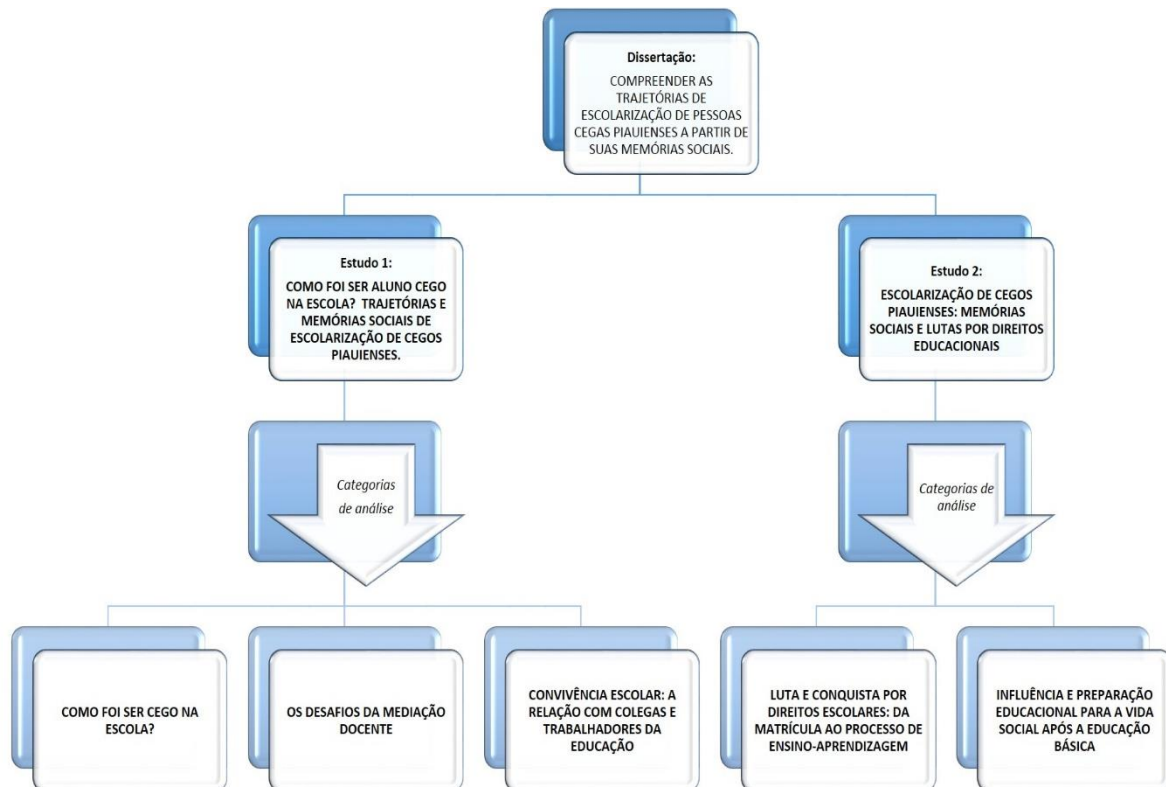 Dissertação:
COMPREENDER AS
TRAJETÓRIAS DE
ESCOLARIZAÇÃO DE PESSOAS
CEGAS PIAUIENSES A PARTIR DE
SUAS MEMÓRIAS SOCIAIS.
Estudo 1:
COMO FOI SER ALUNO CEGO
NA ESCOLA? TRAJETÓRIAS E
MEMÓRIAS SOCIAIS DE
ESCOLARIZAÇÃO DE CEGOS
PIAUIENSES.
Estudo 2:
ESCOLARIZAÇÃO DE CEGOS
PIAUIENSES: MEMÓRIAS
SOCIAIS E LUTAS POR DIREITOS
EDUCACIONAIS
Categorias
de análise
Categorias de
análise
COMO FOI SER CEGO NA
ESCOLA?
OS DESAFIOS DA MEDIAÇÃO
DOCENTE
CONVIVÊNCIA ESCOLAR: A
RELAÇÃO COM COLEGAS E
TRABALHADORES DA
EDUCAÇÃO
LUTA E CONQUISTA POR
DIREITOS ESCOLARES: DA
MATRÍCULA AO PROCESSO DE
ENSINO-APRENDIZAGEM
INFLUÊNCIA E PREPARAÇÃO
EDUCACIONAL PARA A VIDA
SOCIAL APÓS A EDUCAÇÃO
BÁSICA